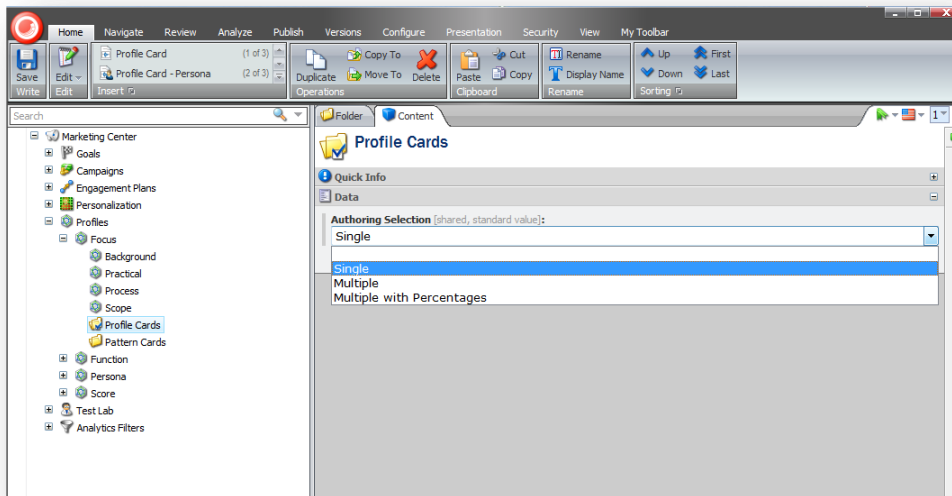 Home Navigate Review Analyze Publish Versions Configure Presentation Security View My Toolbar
Save
Write
Edit
Edit
Profile Card (1 of 3)
Profile Card - Persona (2 of 3)
Insert
Duplicate
Copy To
Move To
Delete
Operations
Paste
Cut
Copy
Clipboard
Rename
Display Name
Rename
Up First
Down Last
Sorting
Search
Marketing Center
Goals
Campaigns
Engagement Plans
Personalization
Profiles
Focus
Background
Practical
Process
Scope
Profile Cards
Pattern Cards
Function
Persona
Score
Test Lab
Analytics Filters
Folder Content
1
Profile Cards
Quick Info
Data
Authoring Selection [shared, standard value]:
Single
Single
Multiple
Multiple with Percentages